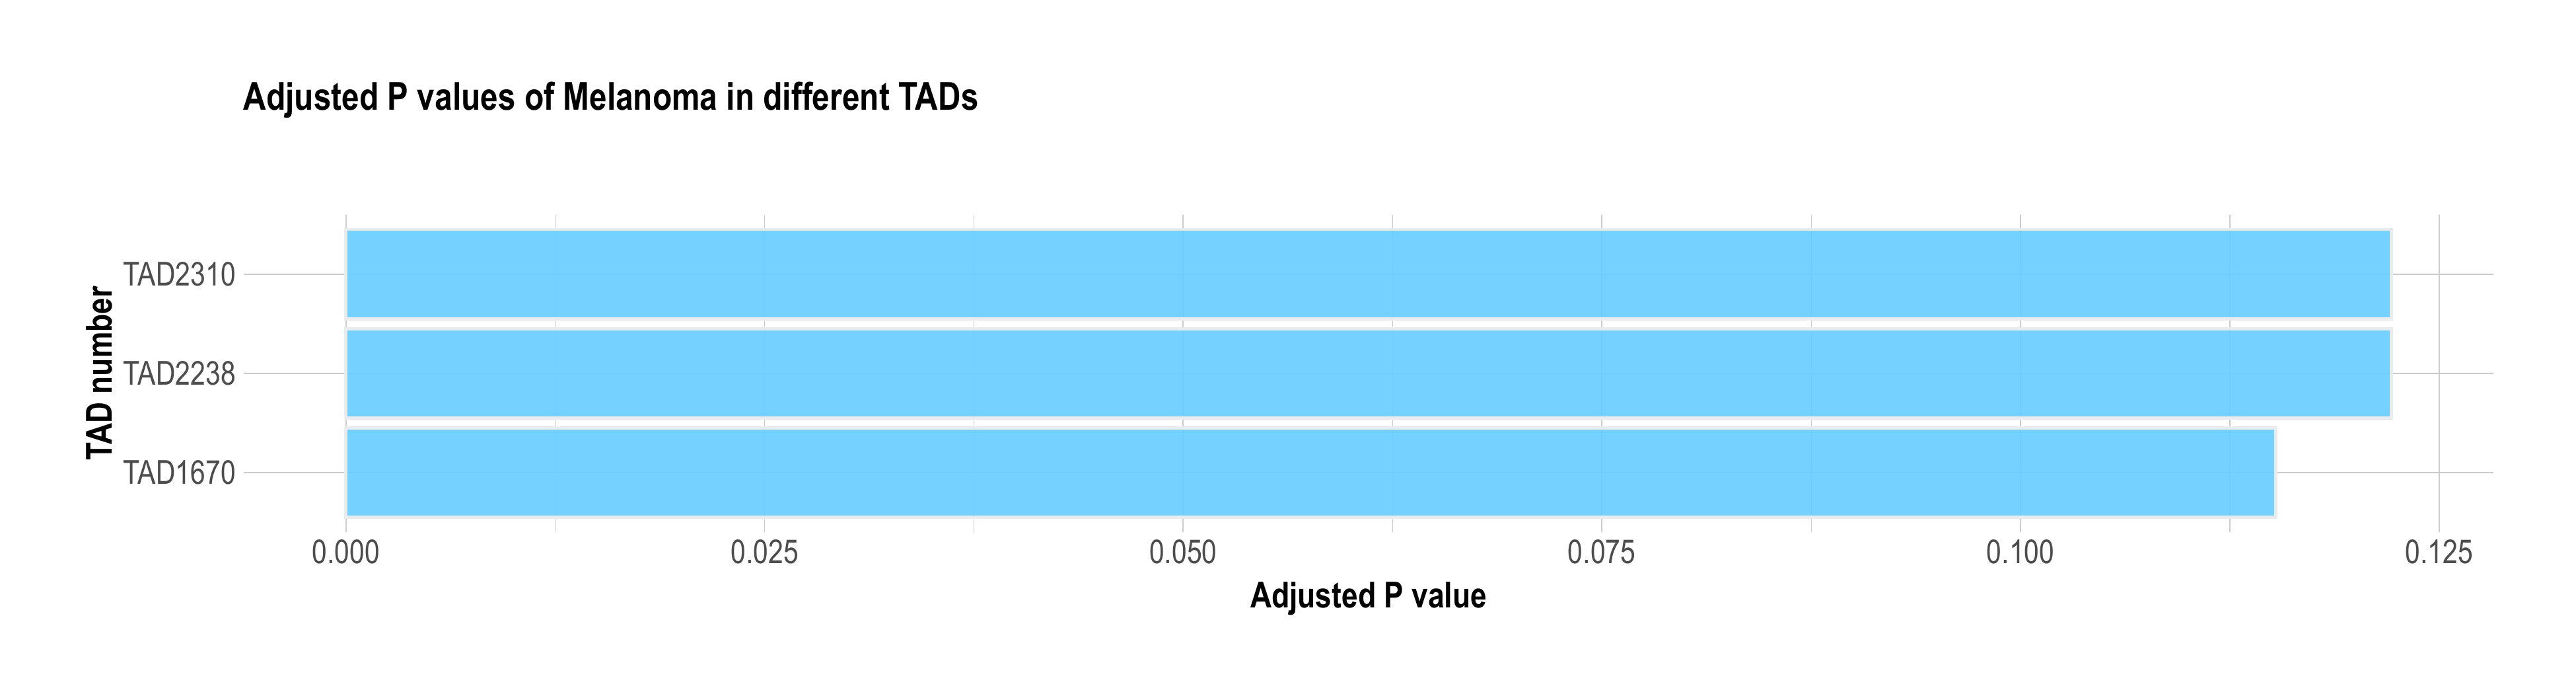 Adjusted P values of Melanoma in different TADs
TAD number
TAD2310
TAD2238
TAD1670
0.000 0.025 0.050 0.075 0.100 0.125
Adjusted P value